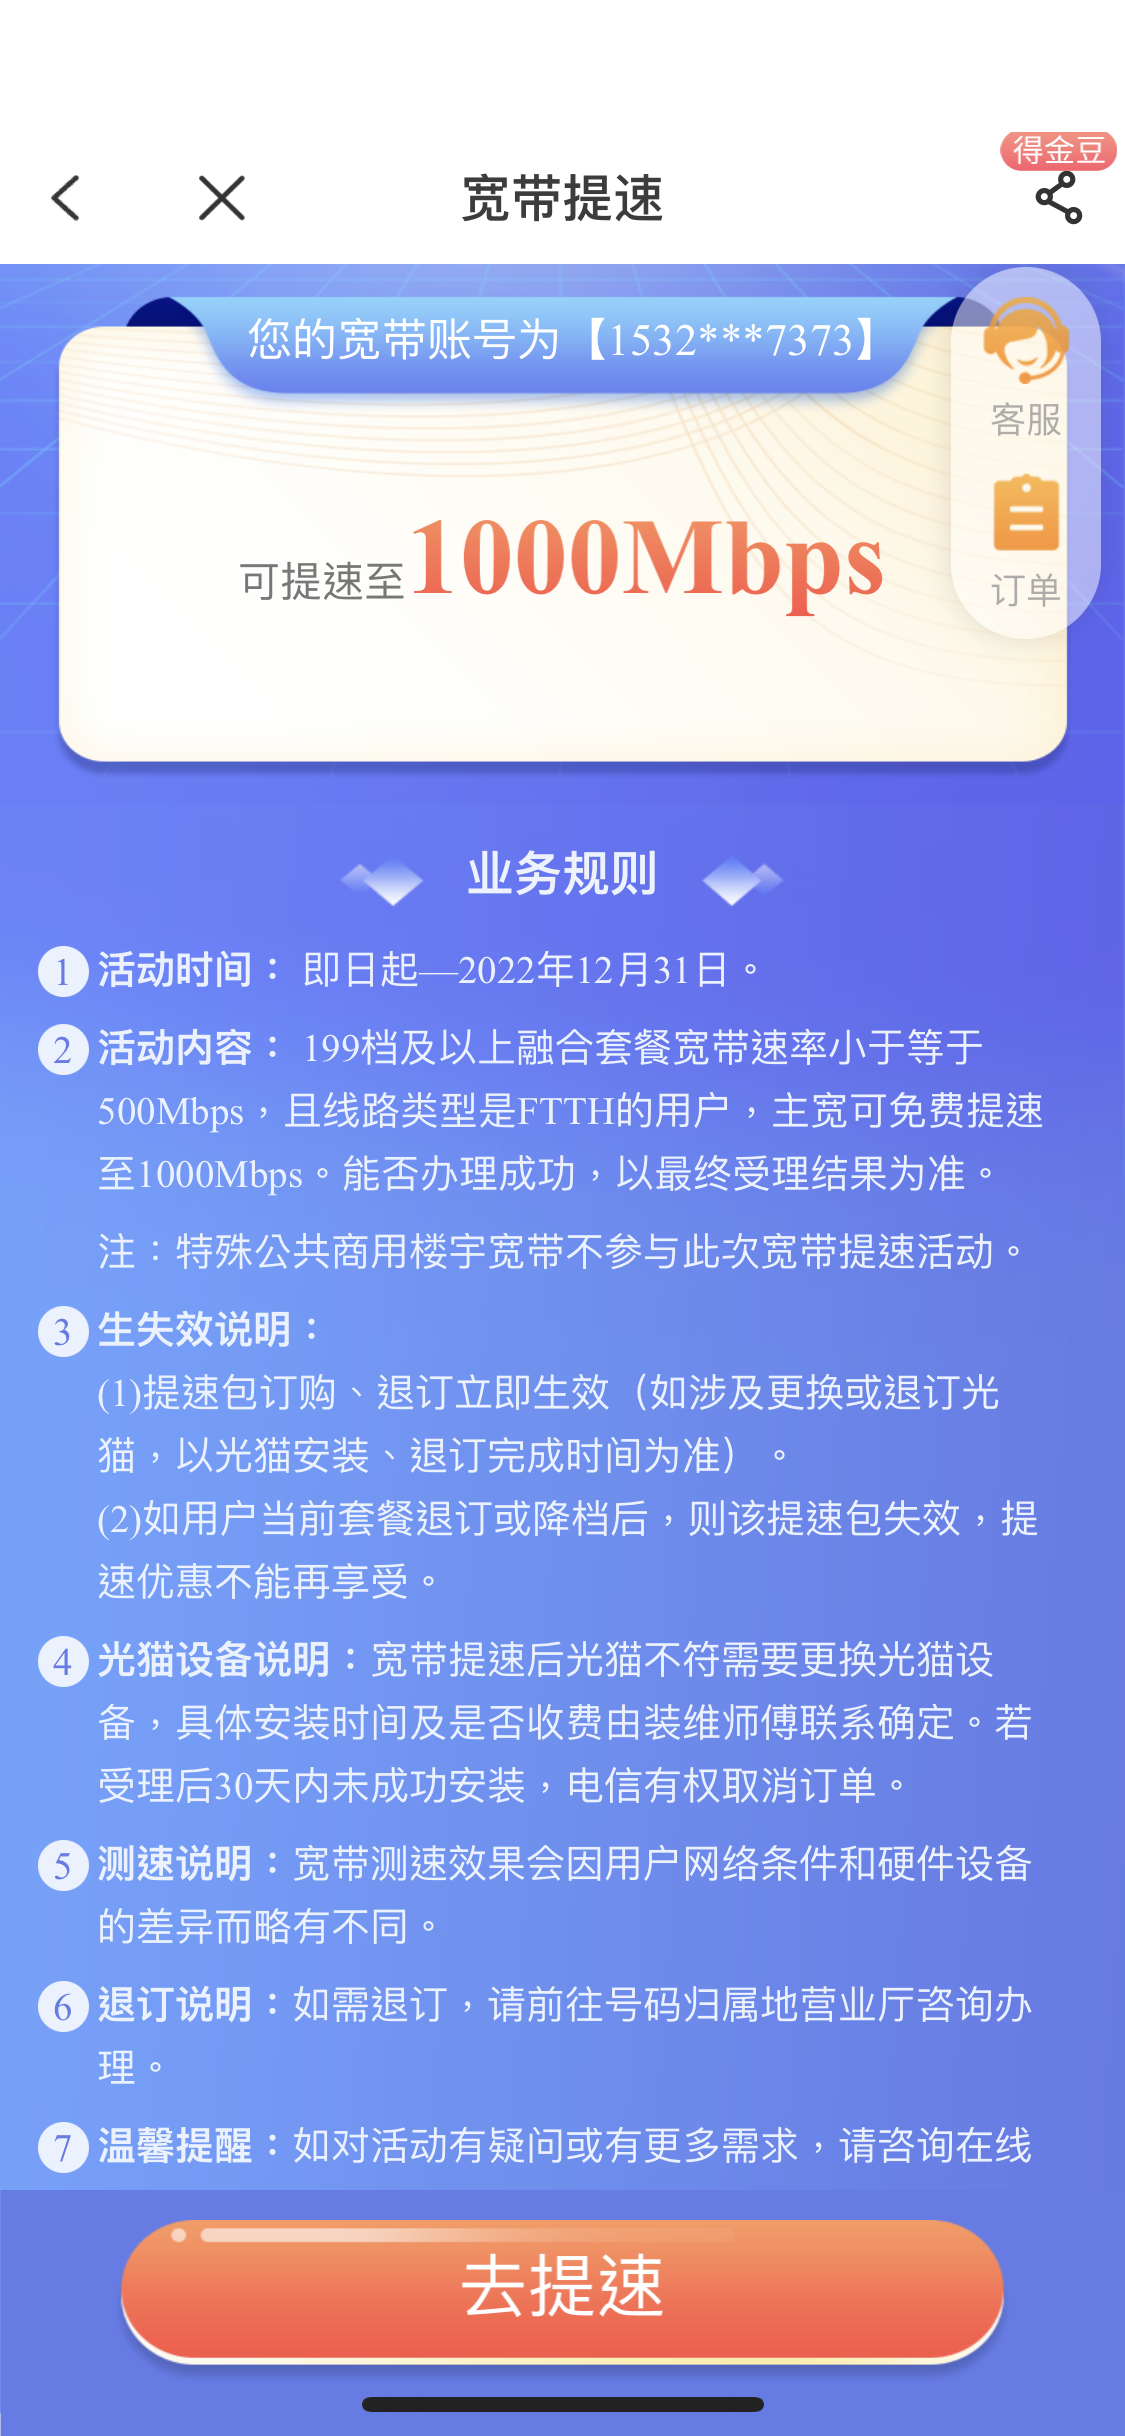 得金豆
宽带提速
您的宽带账号为【1532***7373】
客服
可提速至1000Mbps
订单
业务规则
1 活动时间： 即日起—2022年12月31日。
2 活动内容： 199档及以上融合套餐宽带速率小于等于
500Mbps，且线路类型是FTTH的用户，主宽可免费提速
至1000Mbps。能否办理成功，以最终受理结果为准。
注：特殊公共商用楼宇宽带不参与此次宽带提速活动。
3 生失效说明：
(1)提速包订购、退订立即生效（如涉及更换或退订光
猫，以光猫安装、退订完成时间为准）。
(2)如用户当前套餐退订或降档后，则该提速包失效，提
速优惠不能再享受。
4 光猫设备说明：宽带提速后光猫不符需要更换光猫设
备，具体安装时间及是否收费由装维师傅联系确定。若
受理后30天内未成功安装，电信有权取消订单。
5 测速说明：宽带测速效果会因用户网络条件和硬件设备
的差异而略有不同。
6 退订说明：如需退订，请前往号码归属地营业厅咨询办
理。
7 温馨提醒：如对活动有疑问或有更多需求，请咨询在线
去提速